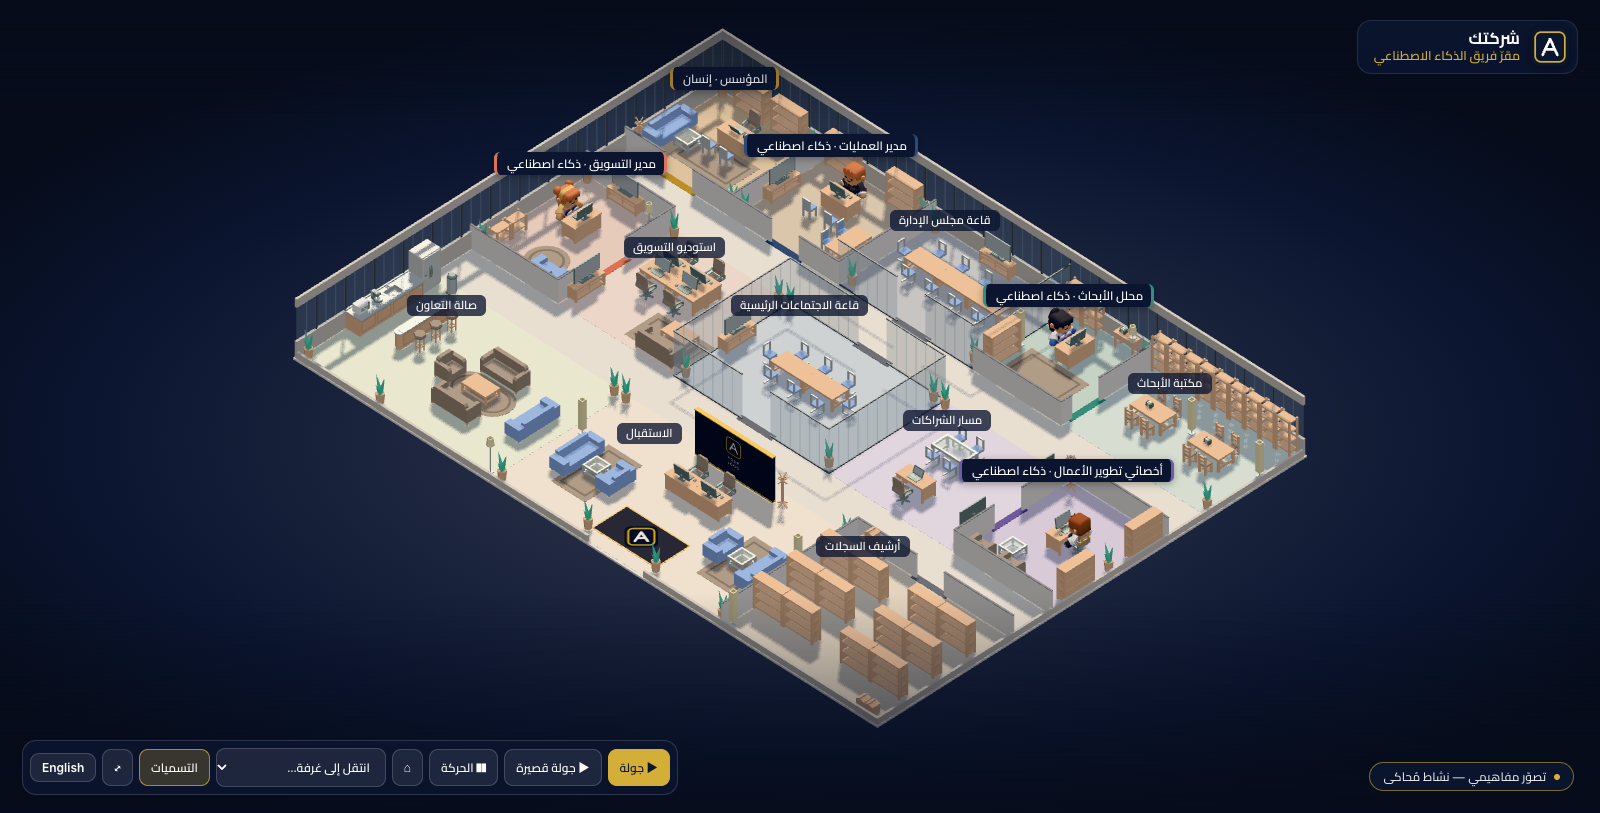 شركتك
مقرّ فريق الذكاء الاصطناعي
A
المؤسس · إنسان
مدير العمليات · ذكاء اصطناعي
مدير التسويق · ذكاء اصطناعي
قاعة مجلس الإدارة
استوديو التسويق
محلل الأبحاث · ذكاء اصطناعي
قاعة الاجتماعات الرئيسية
صالة التعاون
مكتبة الأبحاث
مسار الشراكات
الاستقبال
A
أخصائي تطوير الأعمال · ذكاء اصطناعي
A
أرشيف السجلات
جولة
جولة قصيرة
الحركة
انتقل إلى غرفة...
التسميات
English
تصوّر مفاهيمي — نشاط مُحاكى